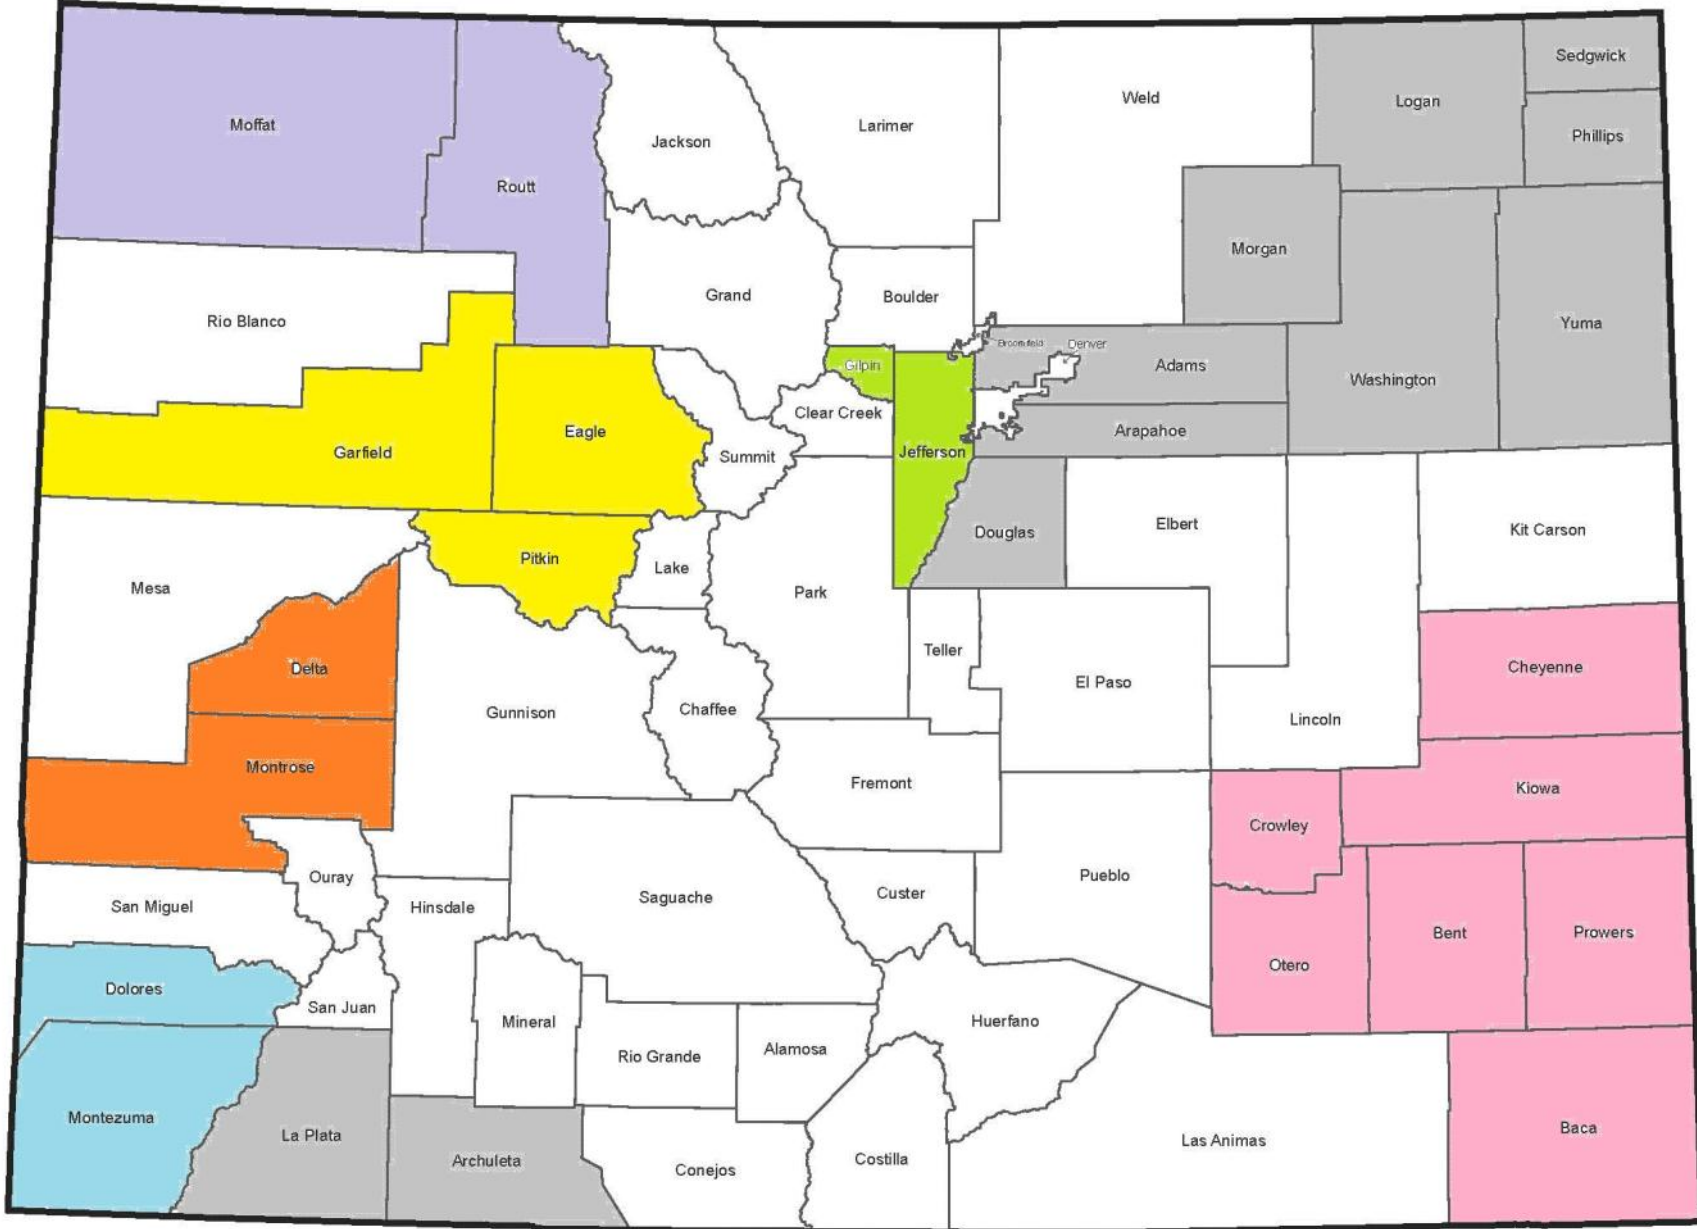 Sedgwick
Weld
Logan
Moffat
Larimer
Phillips
Jackson
Routt
Morgan
Grand
Boulder
Rio Blanco
Yuma
Broomfield
Denver
Gilpin
Adams
Washington
Clear Creek
Eagle
Arapahoe
Garfield
Jefferson
Summit
Elbert
Kit Carson
Douglas
Pitkin
Lake
Mesa
Park
Teller
Delta
Cheyenne
El Paso
Chaffee
Gunnison
Lincoln
Montrose
Fremont
Kiowa
Crowley
Ouray
Pueblo
Custer
Saguache
San Miguel
Hinsdale
Bent
Prowers
Otero
Dolores
San Juan
Mineral
Huerfano
Alamosa
Rio Grande
Montezuma
Baca
La Plata
Las Animas
Archuleta
Costilla
Conejos